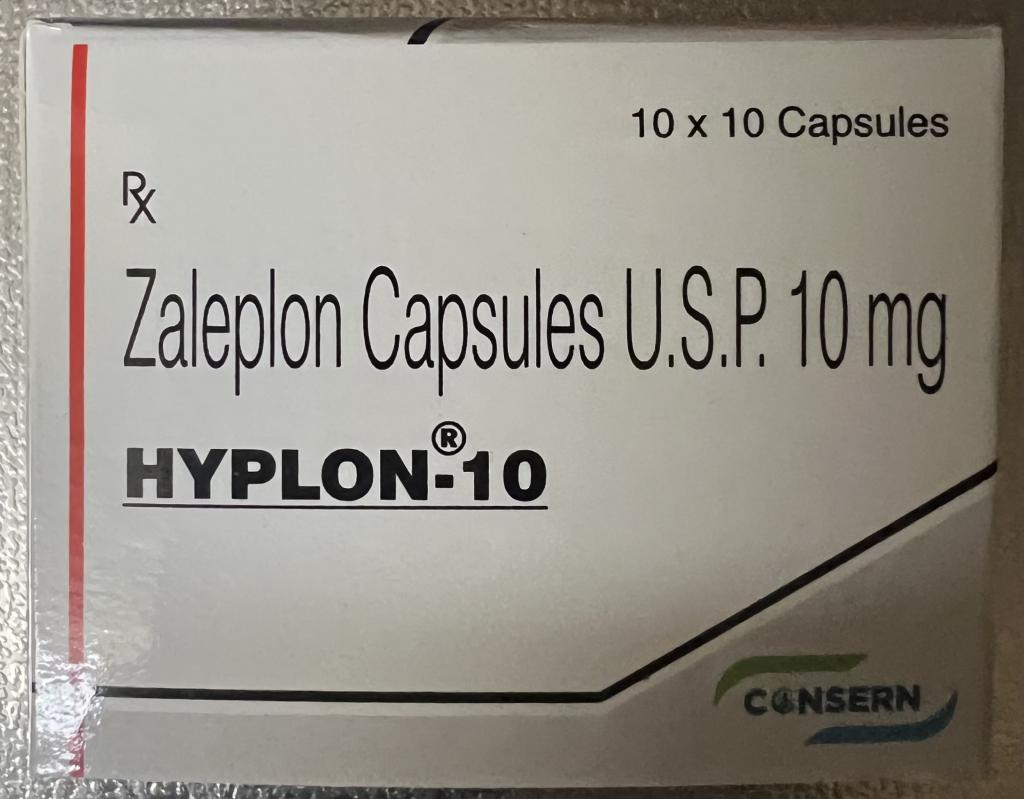 10 x 10 Capsules
Rx
Zaleplon Capsules U.S.P. 10 mg
HYPLON®-10
CONSERN